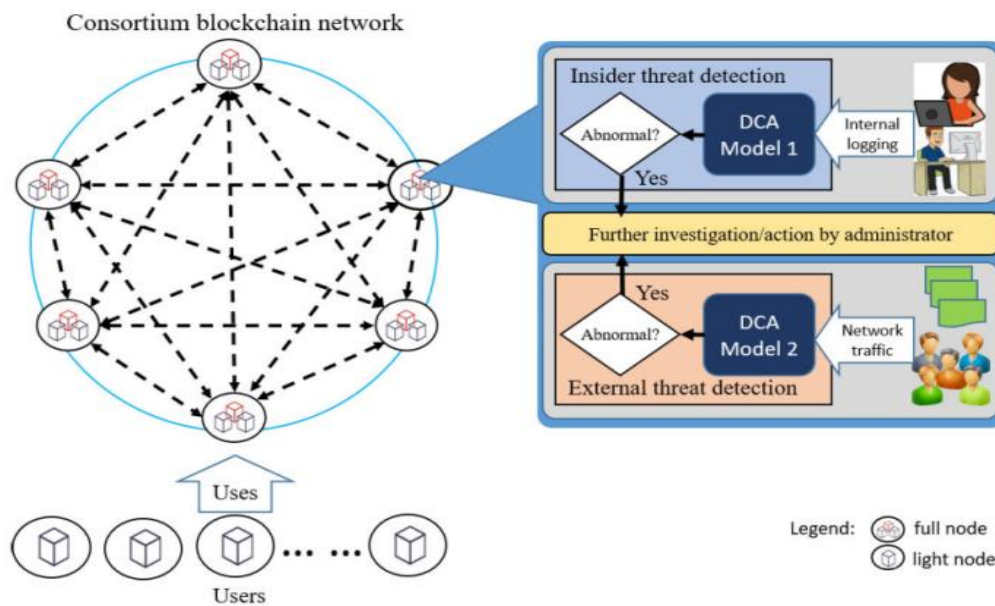 Consortium blockchain network
Insider threat detection
Abnormal?
DCA
Model 1
Internal
logging
Yes
Further investigation/action by administrator
Yes
Abnormal?
DCA
Model 2
Network
traffic
External threat detection
Uses
Users
Legend:
full node
light node